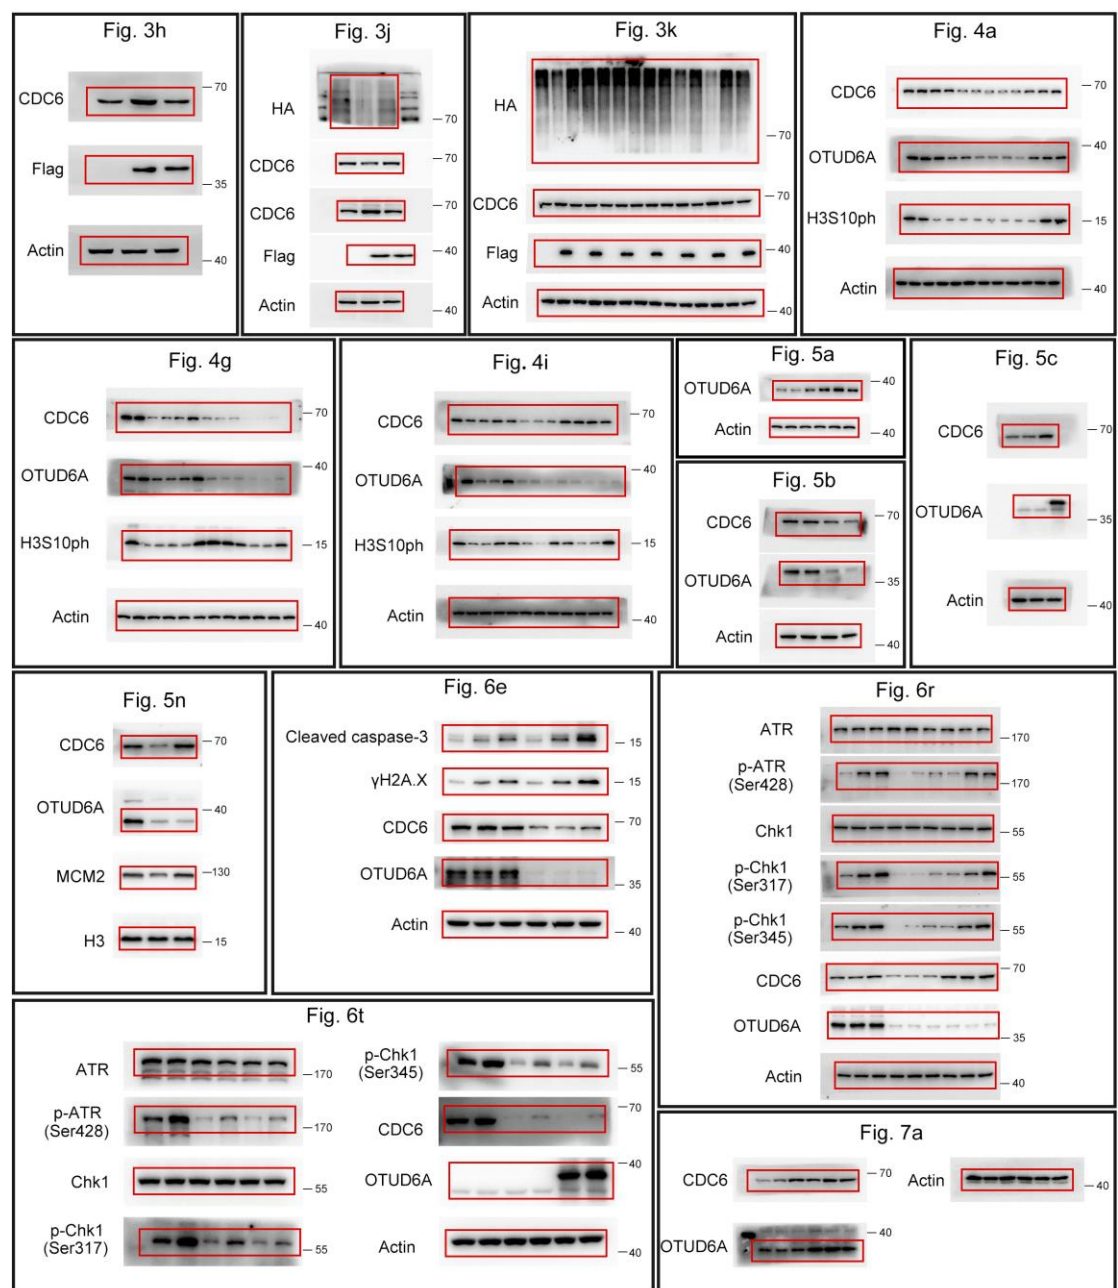 Fig. 3h
CDC6
70
Flag
35
Actin
40
Fig. 3j
HA
70
CDC6
70
CDC6
Flag
40
Actin
40
Fig. 3k
HA
70
CDC6
70
Flag
40
Actin
40
Fig. 4a
CDC6
70
OTUD6A
40
H3S10ph
15
Actin
40
Fig. 4g
CDC6
70
OTUD6A
40
H3S10ph
15
Actin
40
Fig. 4i
CDC6
70
OTUD6A
40
H3S10ph
15
Actin
40
Fig. 5a
OTUD6A
40
Actin
40
Fig. 5b
CDC6
70
OTUD6A
35
Actin
40
Fig. 5c
CDC6
70
OTUD6A
35
Actin
40
Fig. 5n
CDC6
70
OTUD6A
40
MCM2
130
H3
15
Fig. 6e
Cleaved caspase-3
15
γH2A.X
15
CDC6
70
OTUD6A
35
Actin
40
Fig. 6r
ATR
170
p-ATR
(Ser428)
170
Chk1
55
p-Chk1
(Ser317)
55
p-Chk1
(Ser345)
55
CDC6
70
OTUD6A
35
Actin
40
Fig. 6t
ATR
170
p-ATR
(Ser428)
170
Chk1
55
p-Chk1
(Ser317)
55
p-Chk1
(Ser345)
55
CDC6
70
OTUD6A
40
Actin
40
Fig. 7a
CDC6
70
OTUD6A
40
Actin
40